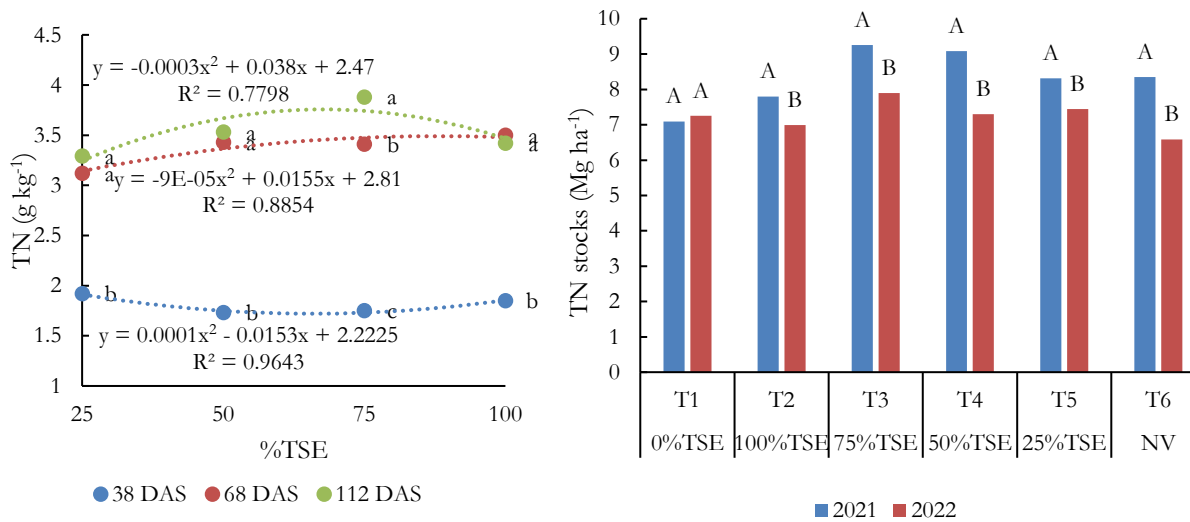 4.5
4
3.5
3
2.5
2
1.5
1
TN (g kg-1)
y = -0.0003x² + 0.038x + 2.47
R² = 0.7798
a
a
a
a
a
a
b
a
y = -9E-05x² + 0.0155x + 2.81
R² = 0.8854
b
b
c
b
y = 0.0001x² - 0.0153x + 2.2225
R² = 0.9643
25 50 75 100
%TSE
38 DAS 68 DAS 112 DAS
10
9
8
7
6
5
4
3
2
1
0
TN stocks (Mg ha-1)
A A A B A B A B A B A B
T1 T2 T3 T4 T5 T6
0%TSE 100%TSE 75%TSE 50%TSE 25%TSE NV
2021 2022